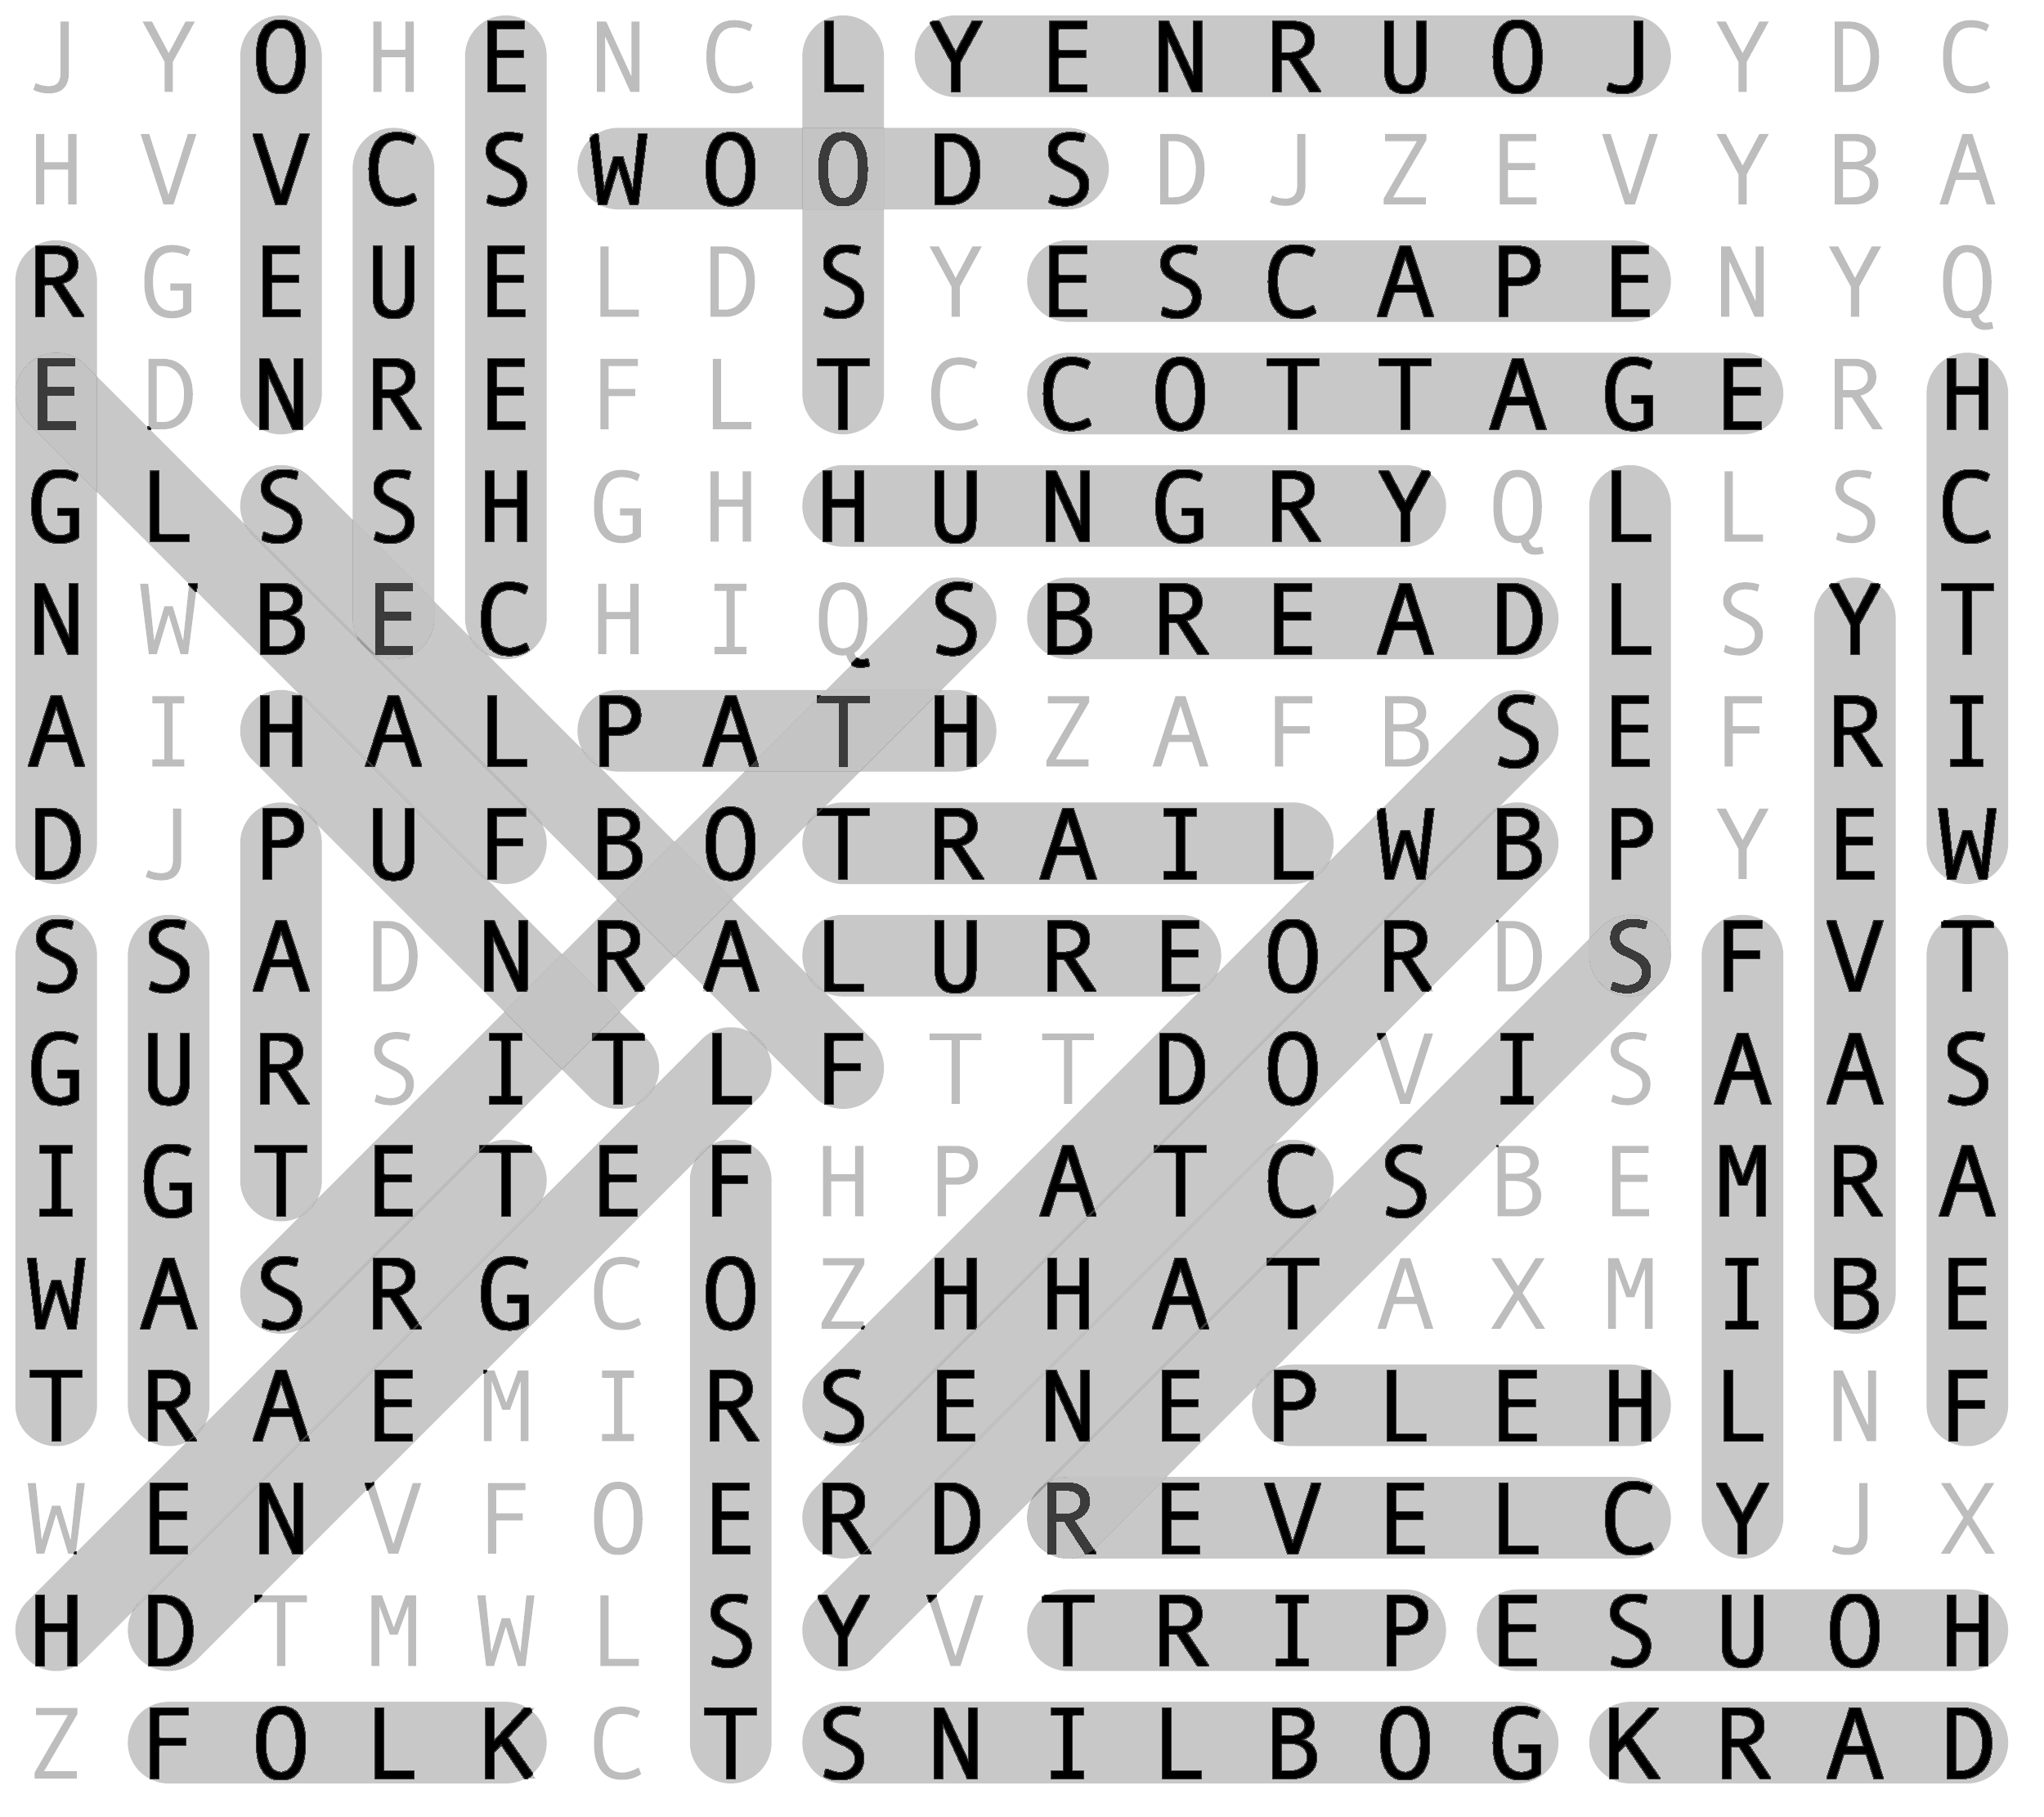 J Y O H E N C L Y E N R U O J Y D C
H V V C S W O O D S D J Z E V Y B A
R G E U E L D S Y E S C A P E N Y Q
E D N R E F L T C C O T T A G E R H
G L S S H G H H U N G R Y Q L L S C
N W B E C H I Q S B R E A D L S Y T
A I H A L P A T H Z A F B S E F R I
D J P U F B O T R A I L W B P Y E W
S S A D N R A L U R E O R D S F V T
G U R S I T L F T T D O V I S A A S
I G T E T E F H P A T C S B E M R A
W A S R G C O Z H H A T A X M I B E
T R A E M I R S E N E P L E H L N F
W E N V F O E R D R E V E L C Y J X
H D T M W L S Y V T R I P E S U O H
Z F O L K C T S N I L B O G K R A D